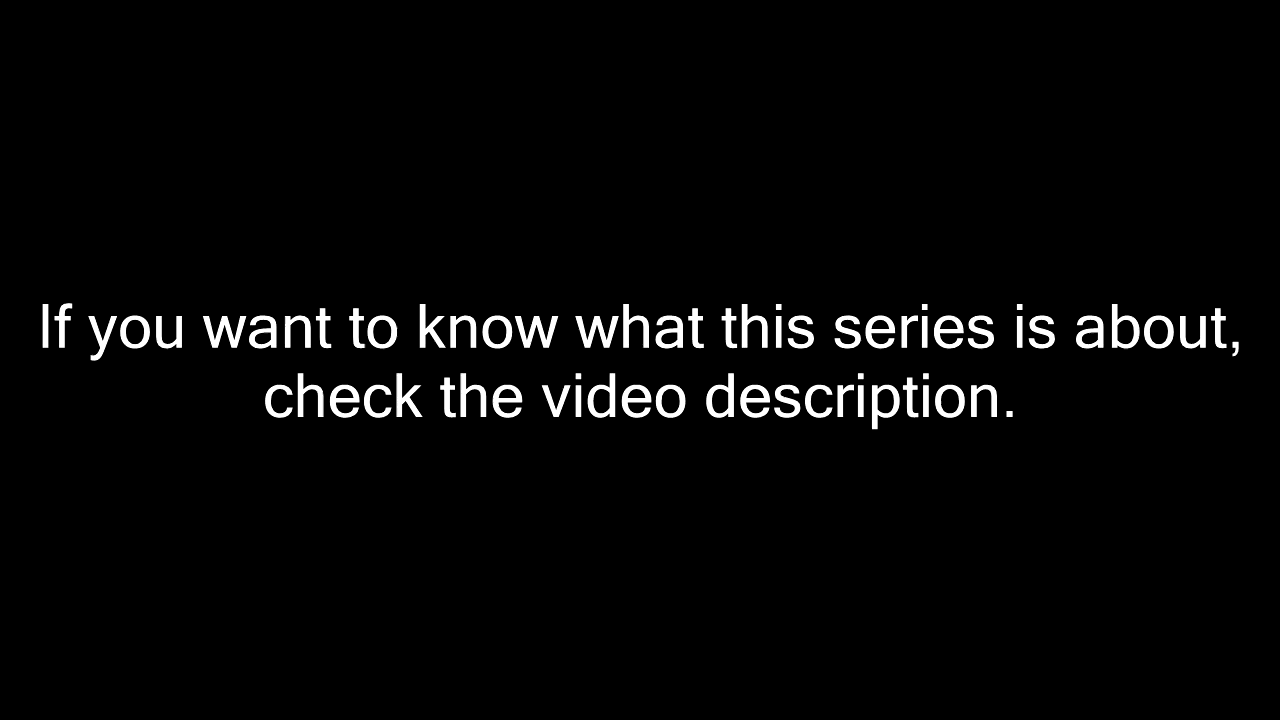 If you want to know what this series is about,
check the video description.